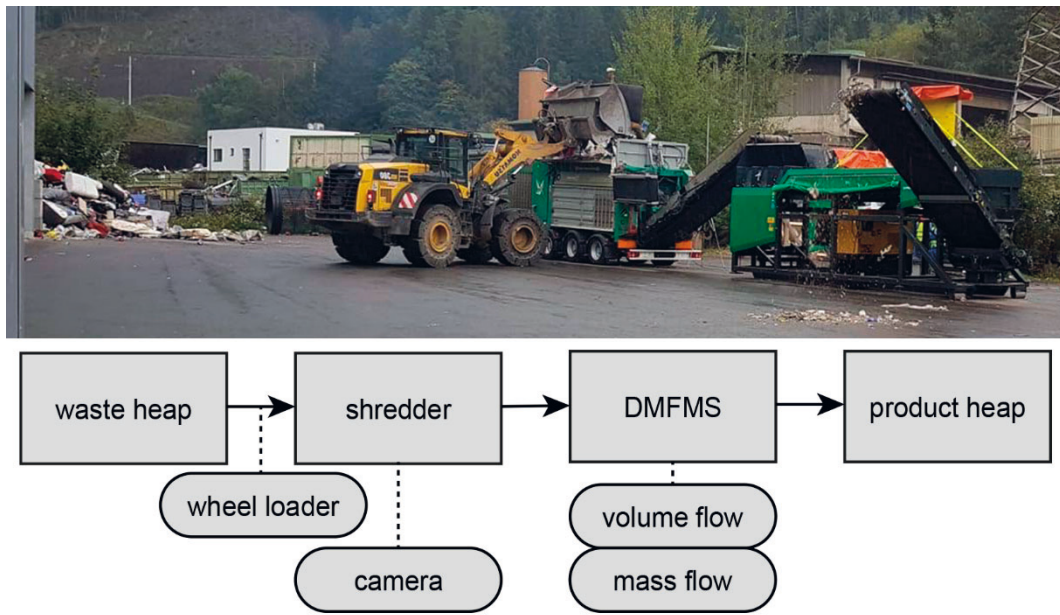 waste heap
shredder
DMFMS
product heap
wheel loader
camera
volume flow
mass flow